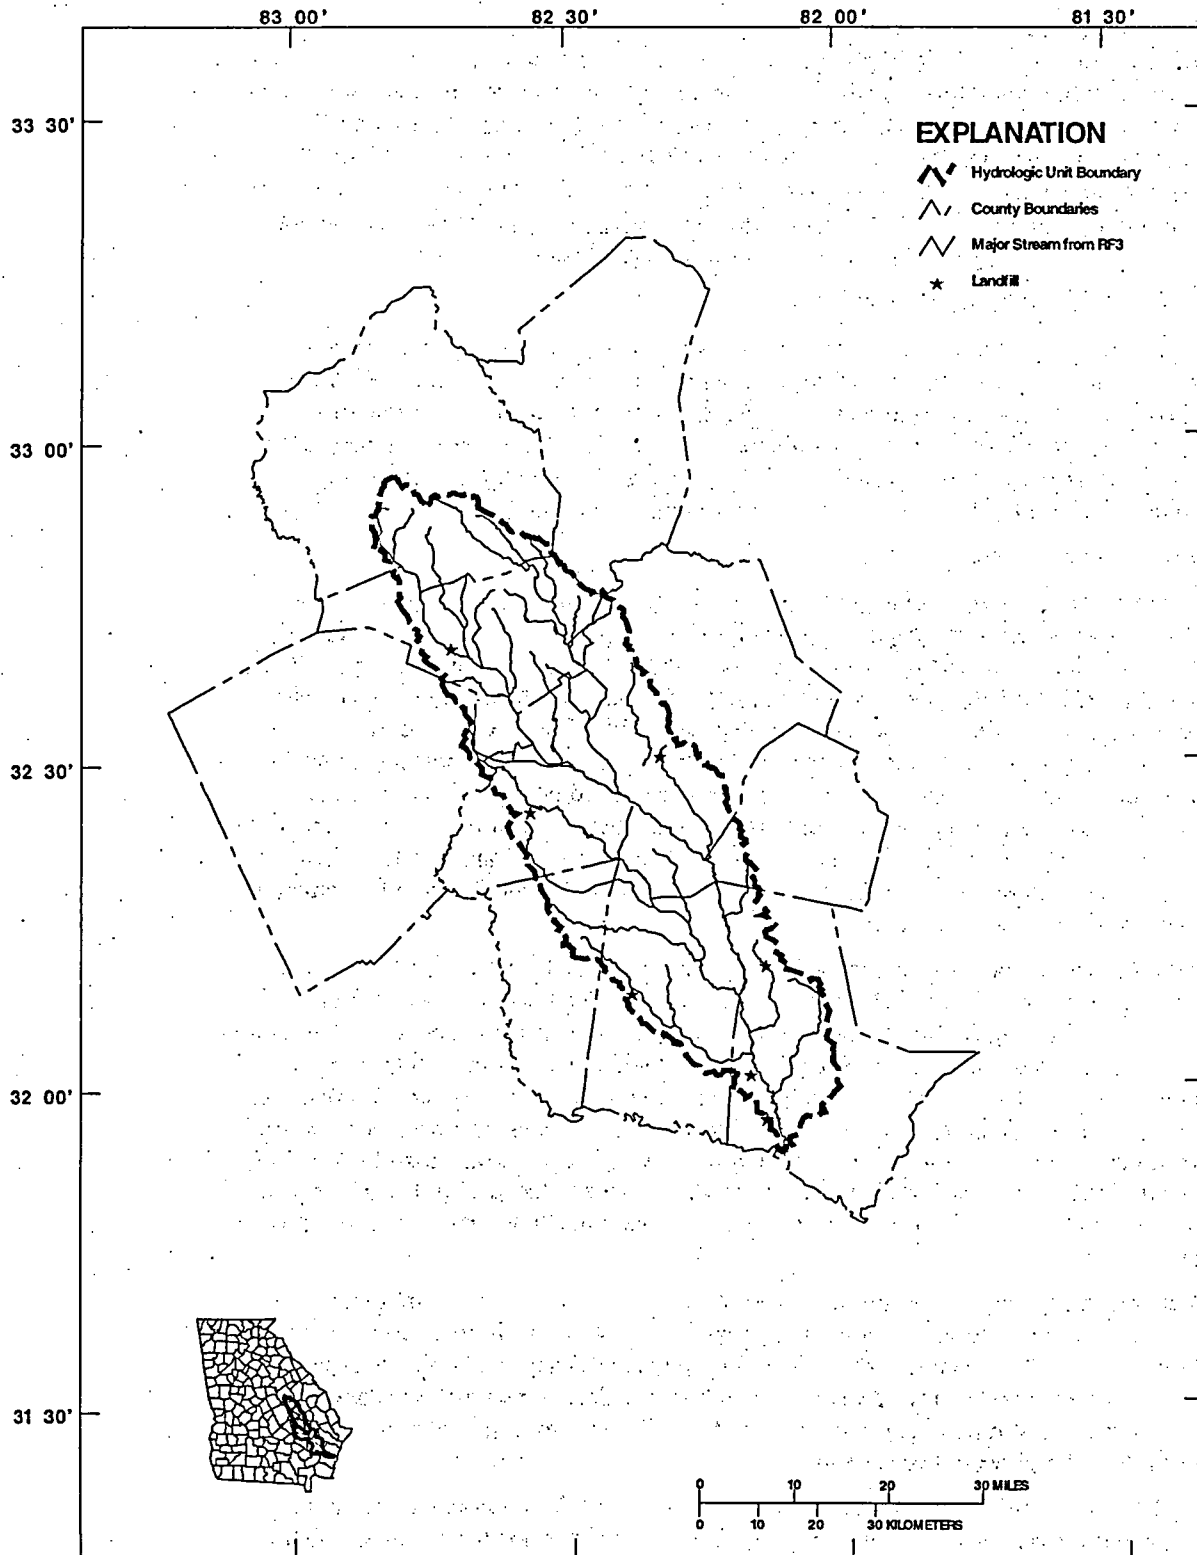 83 00' 82 30' 82 00' 81 30'
33 30'
EXPLANATION
Hydrologic Unit Boundary
County Boundaries
Major Stream from RF3
Landfill
33 00'
32 30'
32 00'
31 30'
0 10 20 30 MILES
0 10 20 30 KILOMETERS